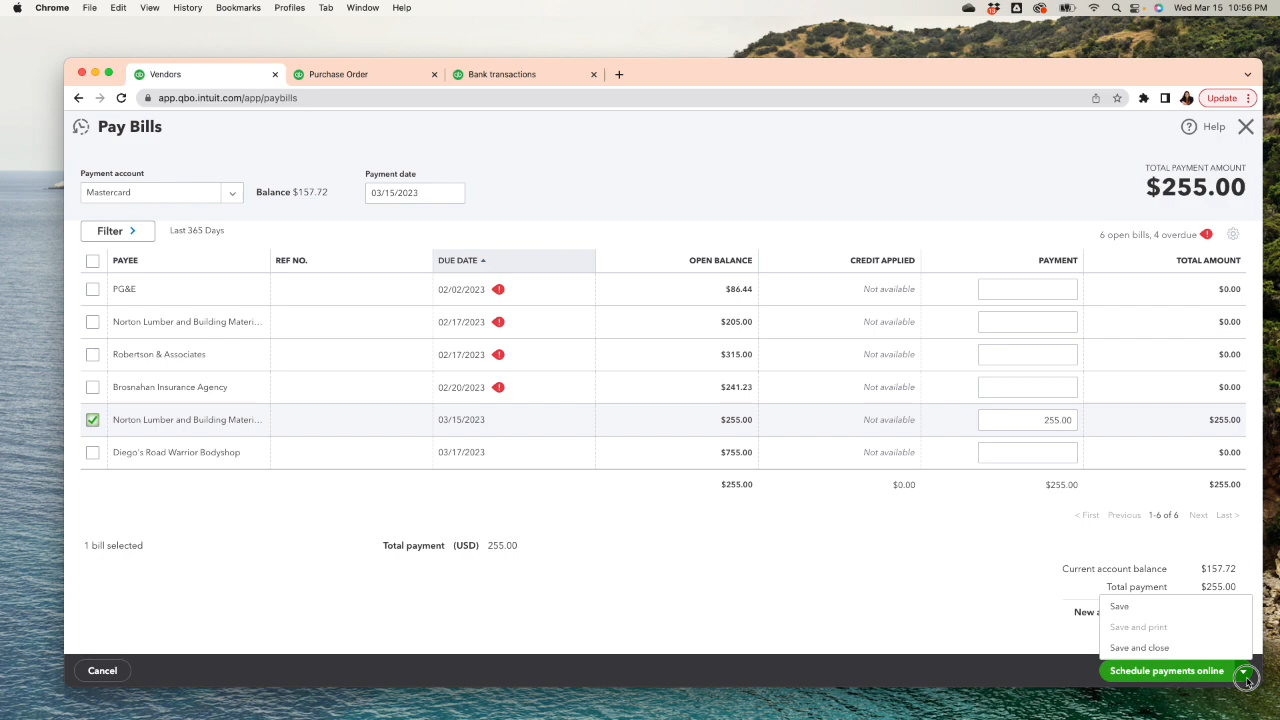 Chrome File Edit View History Bookmarks Profiles Tab Window Help Wed Mar 15 10:56 PM
Vendors Purchase Order Bank transactions
app.qbo.intuit.com/app/paybills Update
Pay Bills Help
Payment account Payment date TOTAL PAYMENT AMOUNT
Mastercard Balance $157.72 03/15/2023 $255.00
Filter Last 365 Days 6 open bills, 4 overdue
PAYEE REF NO. DUE DATE OPEN BALANCE CREDIT APPLIED PAYMENT TOTAL AMOUNT
PG&E 02/02/2023 $86.44 Not available $0.00
Norton Lumber and Building Materi... 02/17/2023 $205.00 Not available $0.00
Robertson & Associates 02/17/2023 $315.00 Not available $0.00
Brosnahan Insurance Agency 02/20/2023 $241.23 Not available $0.00
Norton Lumber and Building Materi... 03/15/2023 $255.00 Not available 255.00 $255.00
Diego's Road Warrior Bodyshop 03/17/2023 $755.00 Not available $0.00
$255.00 $0.00 $255.00 $255.00
< First Previous 1-6 of 6 Next Last >
1 bill selected Total payment (USD) 255.00
Current account balance $157.72
Total payment $255.00
New a
Save
Save and print
Save and close
Cancel Schedule payments online